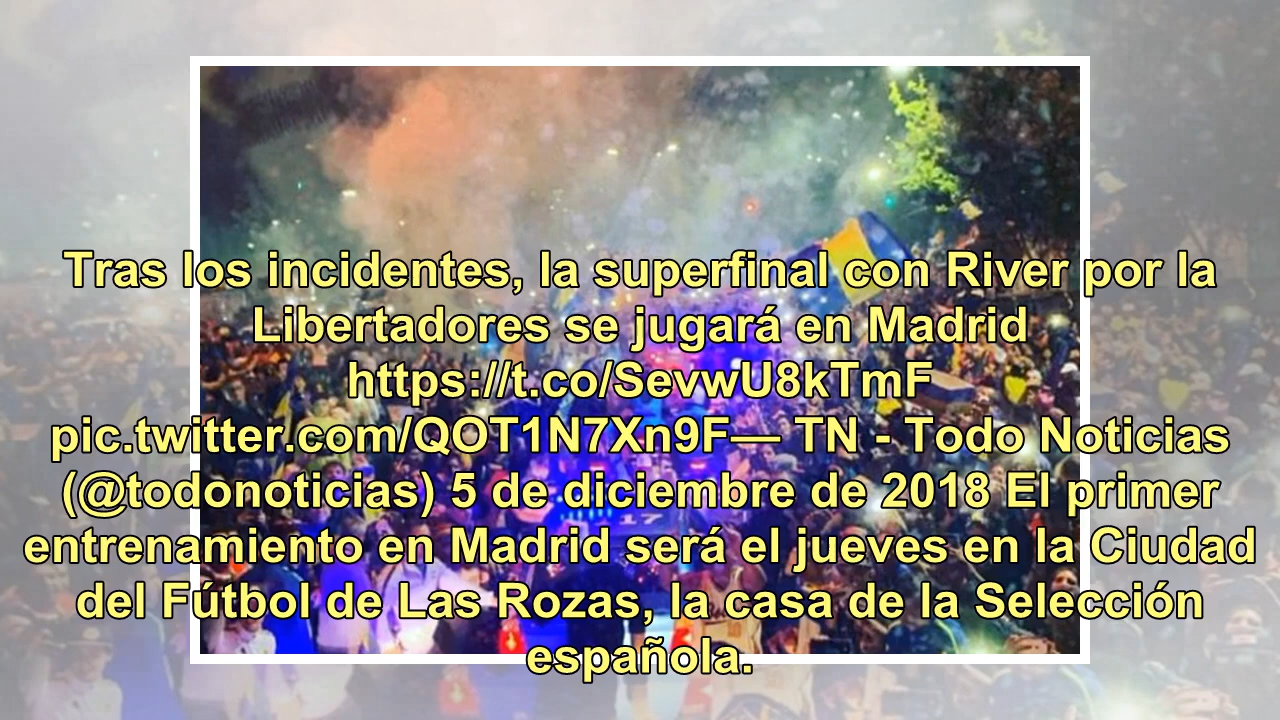 Tras los incidentes, la superfinal con River por la
Libertadores se jugará en Madrid
https://t.co/SevwU8kTmF
pic.twitter.com/QOT1N7Xn9F— TN - Todo Noticias
(@todonoticias) 5 de diciembre de 2018 El primer
entrenamiento en Madrid será el jueves en la Ciudad
del Fútbol de Las Rozas, la casa de la Selección
española.
17